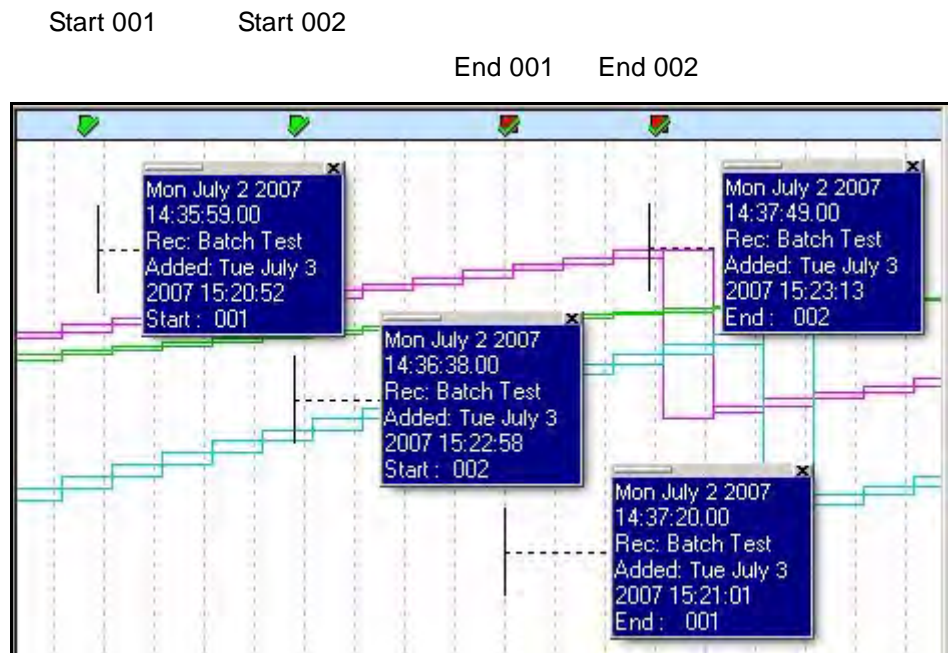 Start 001 Start 002
End 001 End 002
Mon July 2 2007
14:35:59.00
Rec: Batch Test
Added: Tue July 3
2007 15:20:52
Start : 001
Mon July 2 2007
14:37:49.00
Rec: Batch Test
Added: Tue July 3
2007 15:23:13
End : 002
Mon July 2 2007
14:36:38.00
Rec: Batch Test
Added: Tue July 3
2007 15:22:58
Start : 002
Mon July 2 2007
14:37:20.00
Rec: Batch Test
Added: Tue July 3
2007 15:21:01
End : 001